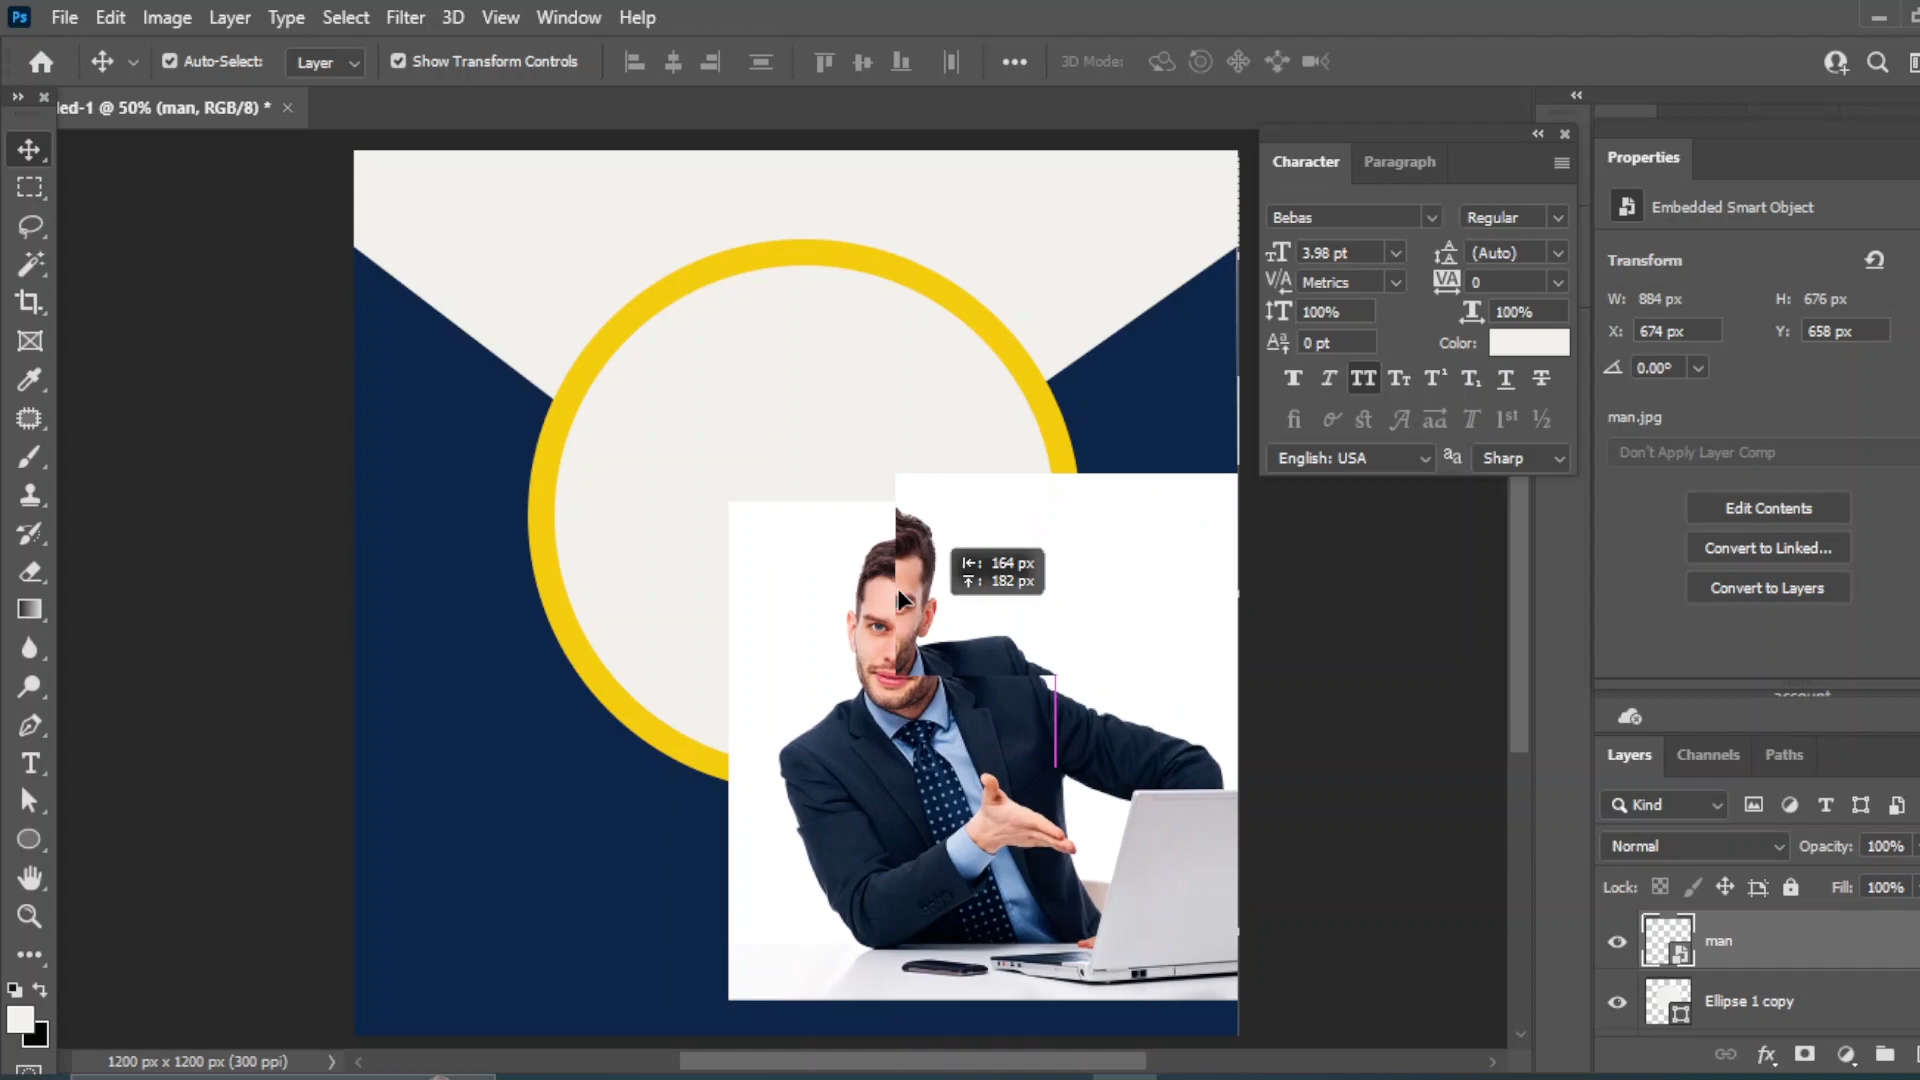 Ps File Edit Image Layer Type Select Filter 3D View Window Help
Auto-Select: Layer Show Transform Controls 3D Mode:
led-1 @ 50% (man, RGB/8) *
Character Paragraph
Properties
Bebas Regular
Embedded Smart Object
3.98 pt (Auto)
Transform
Metrics 0
W: 884 px H: 676 px
100% 100%
X: 674 px Y: 658 px
0 pt Color:
0.00°
man.jpg
English: USA Sharp
Don't Apply Layer Comp
Edit Contents
Convert to Linked...
Convert to Layers
164 px
182 px
account
Layers Channels Paths
Kind
Normal Opacity: 100%
Lock: Fill: 100%
man
Ellipse 1 copy
1200 px x 1200 px (300 ppi)